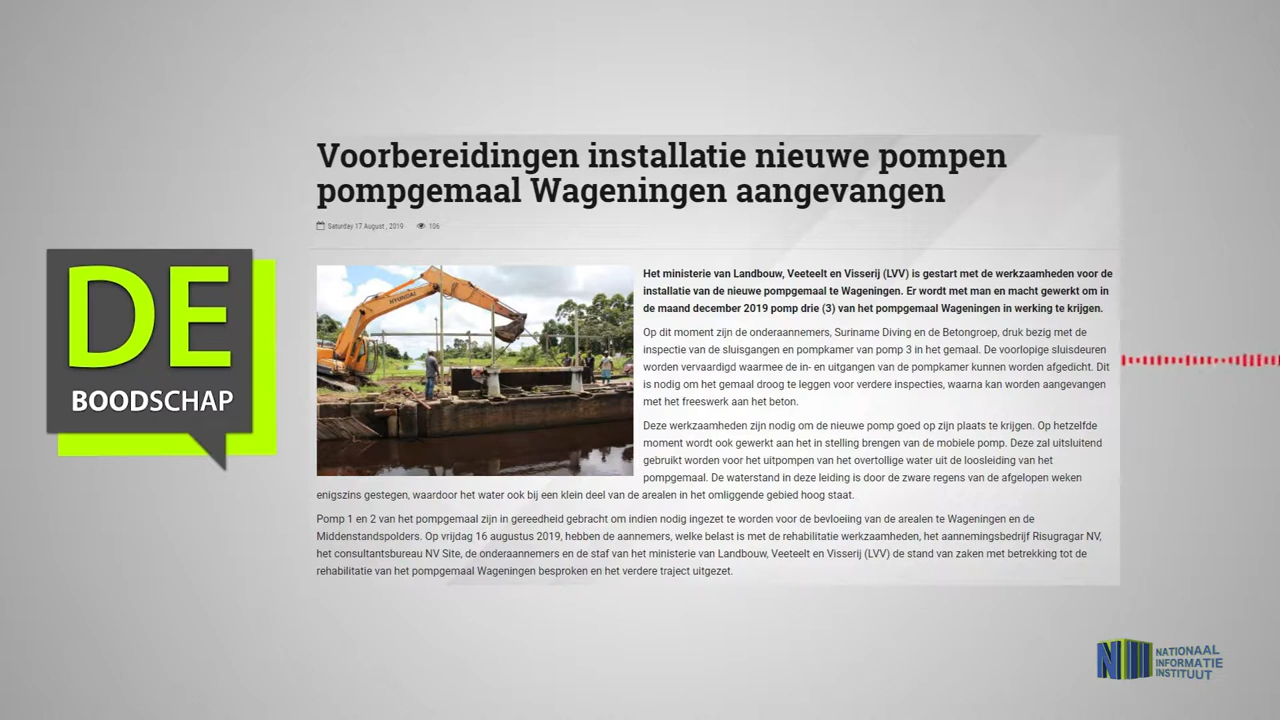 Voorbereidingen installatie nieuwe pompen
pompgemaal Wageningen aangevangen
Saturday 17 August , 2019 106
DE
BOODSCHAP
HYUNDAI
Het ministerie van Landbouw, Veeteelt en Visserij (LVV) is gestart met de werkzaamheden voor de
installatie van de nieuwe pompgemaal te Wageningen. Er wordt met man en macht gewerkt om in
de maand december 2019 pomp drie (3) van het pompgemaal Wageningen in werking te krijgen.
Op dit moment zijn de onderaannemers, Suriname Diving en de Betongroep, druk bezig met de
inspectie van de sluisgangen en pompkamer van pomp 3 in het gemaal. De voorlopige sluisdeuren
worden vervaardigd waarmee de in- en uitgangen van de pompkamer kunnen worden afgedicht. Dit
is nodig om het gemaal droog te leggen voor verdere inspecties, waarna kan worden aangevangen
met het freeswerk aan het beton.
Deze werkzaamheden zijn nodig om de nieuwe pomp goed op zijn plaats te krijgen. Op hetzelfde
moment wordt ook gewerkt aan het in stelling brengen van de mobiele pomp. Deze zal uitsluitend
gebruikt worden voor het uitpompen van het overtollige water uit de loosleiding van het
pompgemaal. De waterstand in deze leiding is door de zware regens van de afgelopen weken
enigszins gestegen, waardoor het water ook bij een klein deel van de arealen in het omliggende gebied hoog staat.
Pomp 1 en 2 van het pompgemaal zijn in gereedheid gebracht om indien nodig ingezet te worden voor de bevloeiing van de arealen te Wageningen en de
Middenstandspolders. Op vrijdag 16 augustus 2019, hebben de aannemers, welke belast is met de rehabilitatie werkzaamheden, het aannemingsbedrijf Risugragar NV,
het consultantsbureau NV Site, de onderaannemers en de staf van het ministerie van Landbouw, Veeteelt en Visserij (LVV) de stand van zaken met betrekking tot de
rehabilitatie van het pompgemaal Wageningen besproken en het verdere traject uitgezet.
NATIONAAL
INFORMATIE
INSTITUUT